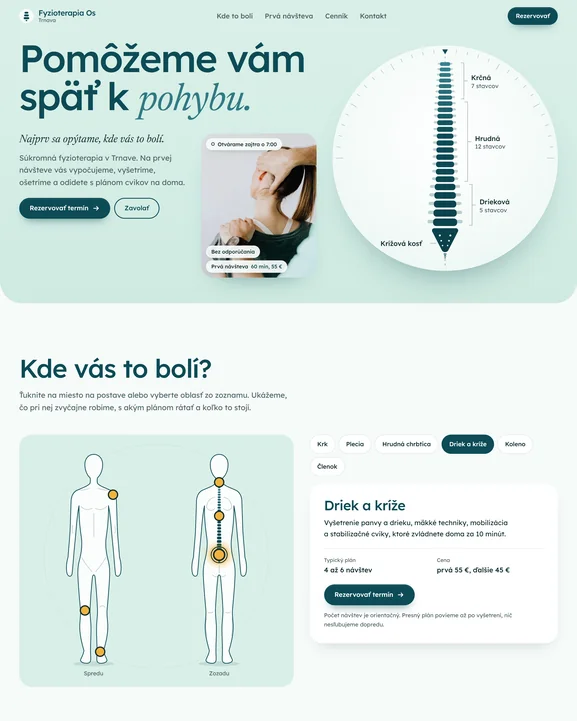 Fyzioterapia Os
Trnava
Kde to bolí
Prvá návšteva
Cenník
Kontakt
Rezervovať
Pomôžeme vám
späť k pohybu.
Najprv sa opýtame, kde vás to bolí.
Súkromná fyzioterapia v Trnave. Na prvej
návšteve vás vypočujeme, vyšetríme,
ošetríme a odídete s plánom cvikov na doma.
Rezervovať termín →
Zavolať
Otvárame zajtra o 7:00
Bez odporúčania
Prvá návšteva 60 min, 55 €
Krčná
7 stavcov
Hrudná
12 stavcov
Drieková
5 stavcov
Krížová kosť
Kde vás to bolí?
Ťuknite na miesto na postave alebo vyberte oblasť zo zoznamu. Ukážeme,
čo pri nej zvyčajne robíme, s akým plánom rátať a koľko to stojí.
Spredu
Zozadu
Krk
Plecia
Hrudná chrbtica
Driek a kríže
Koleno
Členok
Driek a kríže
Vyšetrenie panvy a drieku, mäkké techniky, mobilizácia
a stabilizačné cviky, ktoré zvládnete doma za 10 minút.
Typický plán
4 až 6 návštev
Cena
prvá 55 €, ďalšie 45 €
Rezervovať termín →
Počet návštev je orientačný. Presný plán povieme až po vyšetrení, nič
nesľubujeme dopredu.